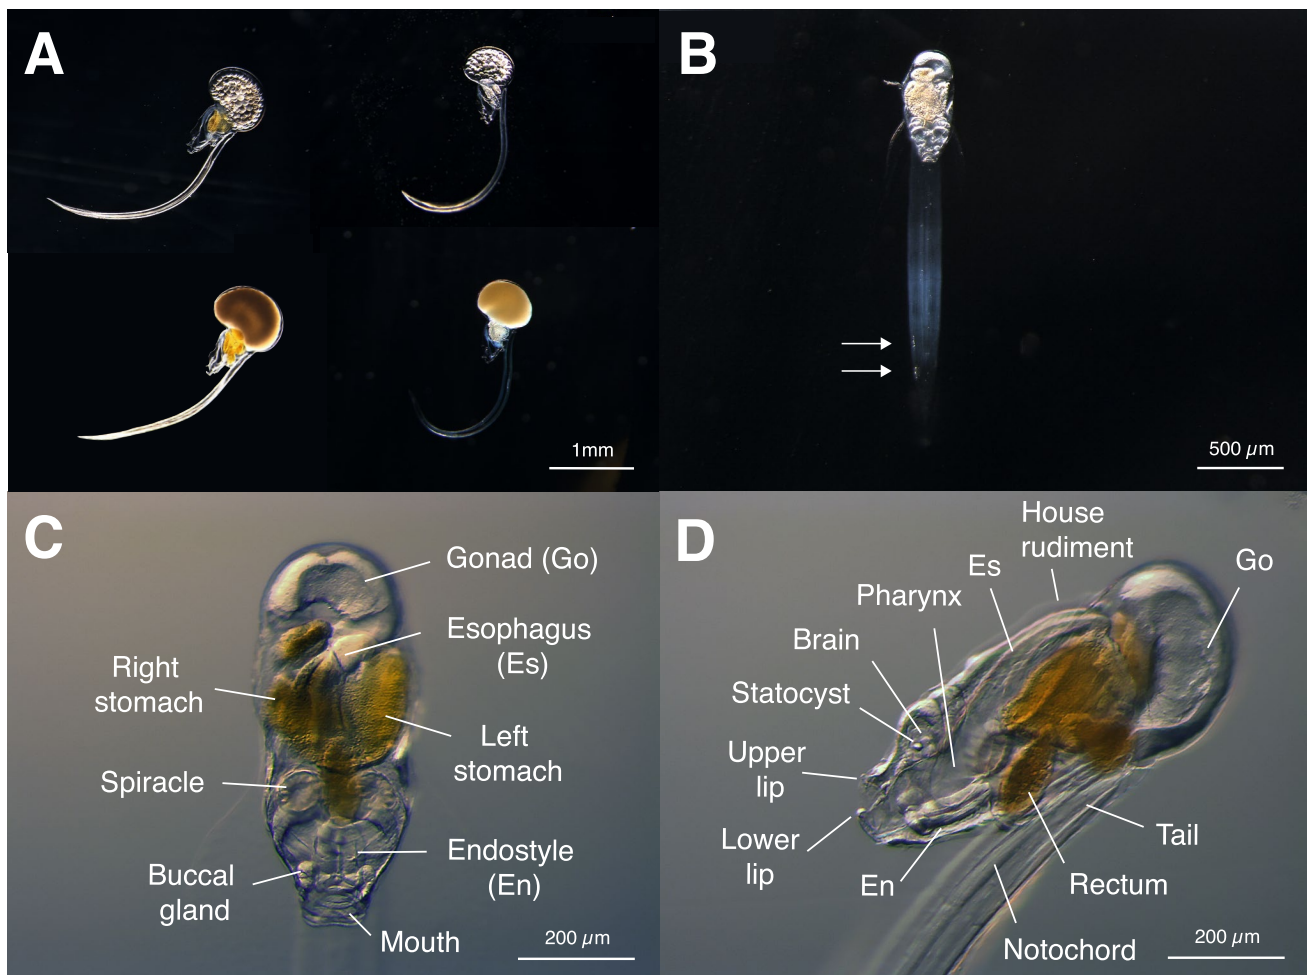 A
1mm
B
500 µm
C
Gonad (Go)
Esophagus
(Es)
Right
stomach
Left
stomach
Spiracle
Endostyle
(En)
Buccal
gland
Mouth
200 µm
D
House
rudiment
Es
Go
Pharynx
Brain
Statocyst
Upper
lip
Lower
lip
En
Tail
Rectum
Notochord
200 µm